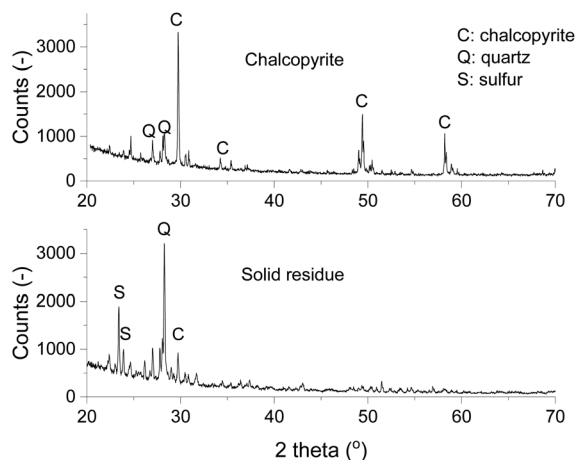 C
C: chalcopyrite
Q: quartz
S: sulfur
Chalcopyrite
Counts (-)
3000
2000
1000
0
Q
Q
C
C
C
20
30
40
50
60
70
Q
Solid residue
Counts (-)
3000
2000
1000
0
S
S
C
20
30
40
50
60
70
2 theta (°)